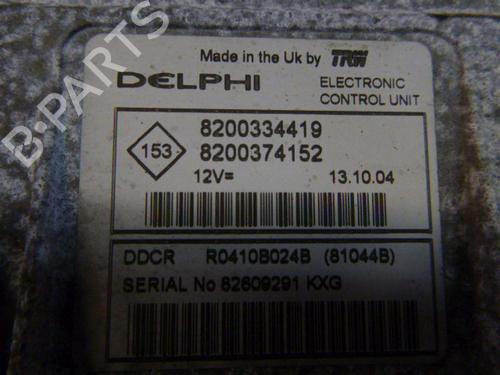 Made in the Uk by TRW
DELPHI
ELECTRONIC
CONTROL UNIT
153
8200334419
8200374152
12V=
13.10.04
DDCR R0410B024B (81044B)
SERIAL No 82609291 KXG
B-PARTS